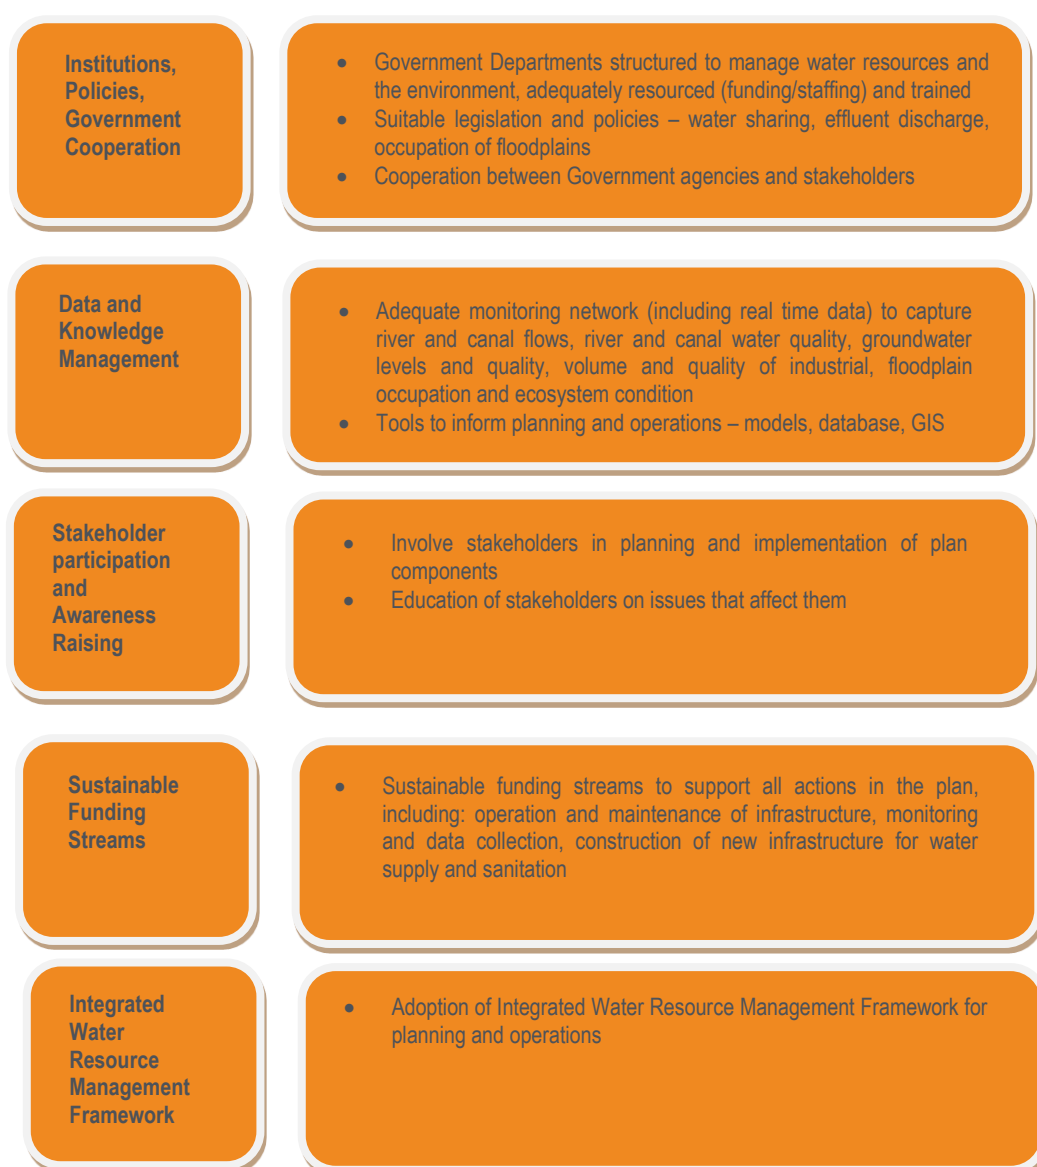 Institutions,
Policies,
Government
Cooperation
• Government Departments structured to manage water resources and
the environment, adequately resourced (funding/staffing) and trained
• Suitable legislation and policies – water sharing, effluent discharge,
occupation of floodplains
• Cooperation between Government agencies and stakeholders
Data and
Knowledge
Management
• Adequate monitoring network (including real time data) to capture
river and canal flows, river and canal water quality, groundwater
levels and quality, volume and quality of industrial, floodplain
occupation and ecosystem condition
• Tools to inform planning and operations – models, database, GIS
Stakeholder
participation
and
Awareness
Raising
• Involve stakeholders in planning and implementation of plan
components
• Education of stakeholders on issues that affect them
Sustainable
Funding
Streams
• Sustainable funding streams to support all actions in the plan,
including: operation and maintenance of infrastructure, monitoring
and data collection, construction of new infrastructure for water
supply and sanitation
Integrated
Water
Resource
Management
Framework
• Adoption of Integrated Water Resource Management Framework for
planning and operations